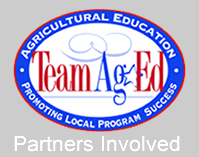 AGRICULTURAL EDUCATION
Team Ag Ed
PROMOTING LOCAL PROGRAM SUCCESS
Partners Involved